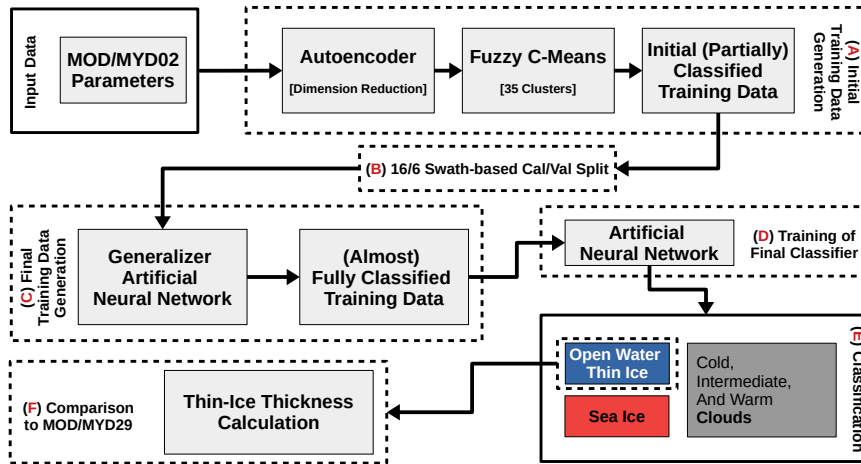 Input Data
MOD/MYD02
Parameters
Autoencoder
[Dimension Reduction]
Fuzzy C-Means
[35 Clusters]
Initial (Partially)
Classified
Training Data
(A) Initial
Training Data
Generation
(B) 16/6 Swath-based Cal/Val Split
(C) Final
Training Data
Generation
Generalizer
Artificial
Neural Network
(Almost)
Fully Classified
Training Data
Artificial
Neural Network
(D) Training of
Final Classifier
(E) Classification
Open Water
Thin Ice
Sea Ice
Cold,
Intermediate,
And Warm
Clouds
(F) Comparison
to MOD/MYD29
Thin-Ice Thickness
Calculation